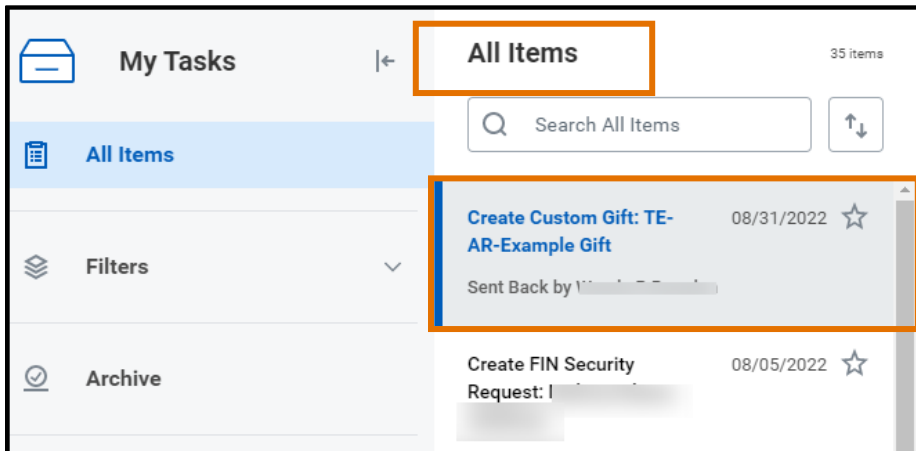 My Tasks
All Items
Filters
Archive
All Items
35 items
Search All Items
Create Custom Gift: TE-
AR-Example Gift
08/31/2022
Sent Back by
Create FIN Security
Request:
08/05/2022